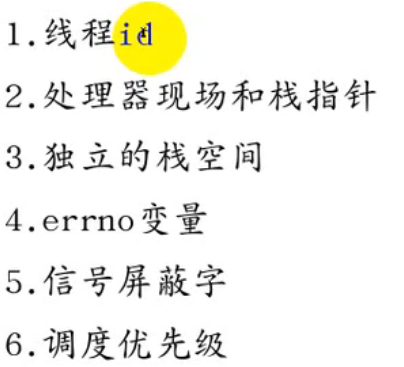 1.线程id
2.处理器现场和栈指针
3.独立的栈空间
4.errno变量
5.信号屏蔽字
6.调度优先级